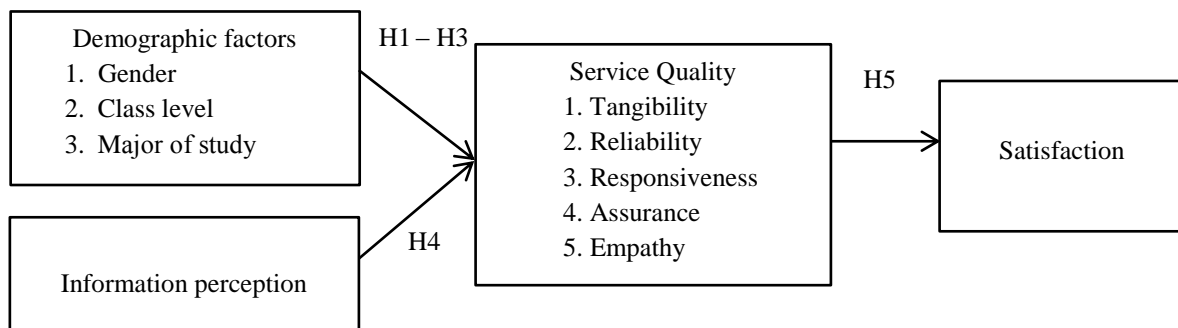 Demographic factors
1. Gender
2. Class level
3. Major of study
H1 – H3
Information perception
H4
Service Quality
1. Tangibility
2. Reliability
3. Responsiveness
4. Assurance
5. Empathy
H5
Satisfaction